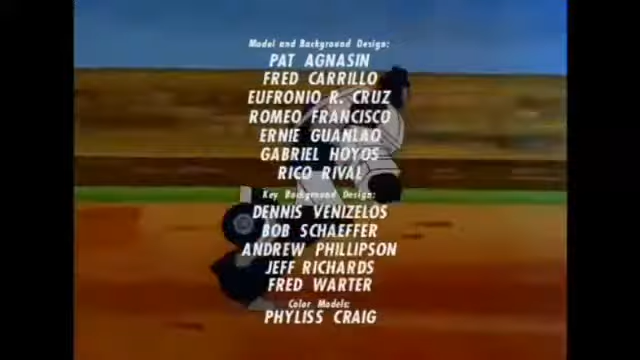 Model and Background Design:
PAT AGNASIN
FRED CARRILLO
EUFRONIO R. CRUZ
ROMEO FRANCISCO
ERNIE GUANLAO
GABRIEL HOYOS
RICO RIVAL
Key Background Design:
DENNIS VENIZELOS
BOB SCHAEFFER
ANDREW PHILLIPSON
JEFF RICHARDS
FRED WARTER
Color Models:
PHYLISS CRAIG